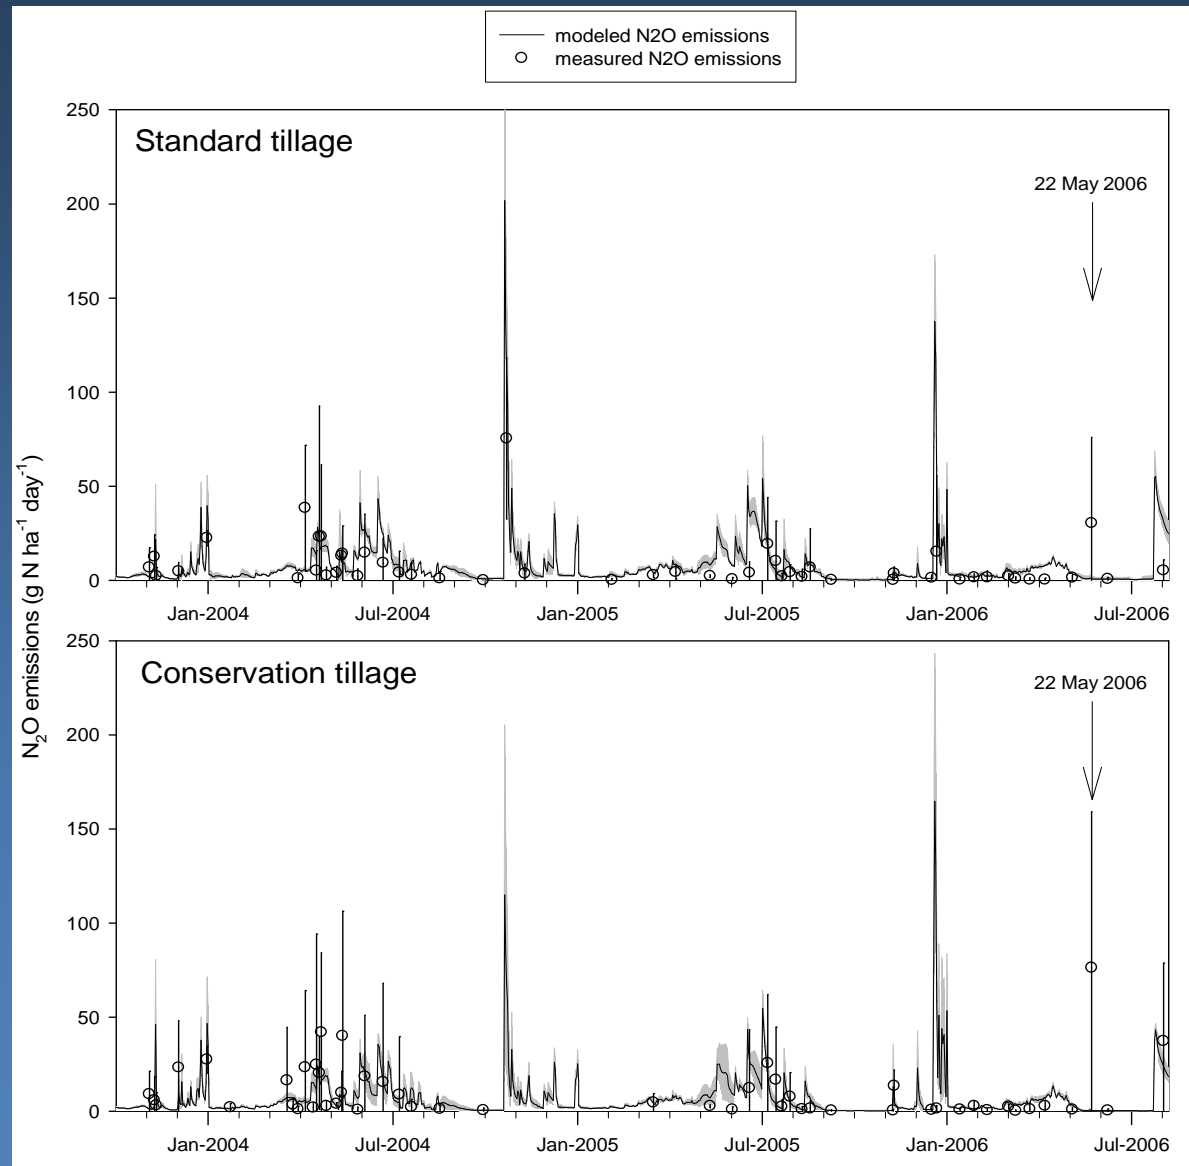 modeled N2O emissions
measured N2O emissions
N₂O emissions (g N ha⁻¹ day⁻¹)
Standard tillage
22 May 2006
250
200
150
100
50
0
Jan-2004 Jul-2004 Jan-2005 Jul-2005 Jan-2006 Jul-2006
Conservation tillage
22 May 2006
250
200
150
100
50
0
Jan-2004 Jul-2004 Jan-2005 Jul-2005 Jan-2006 Jul-2006